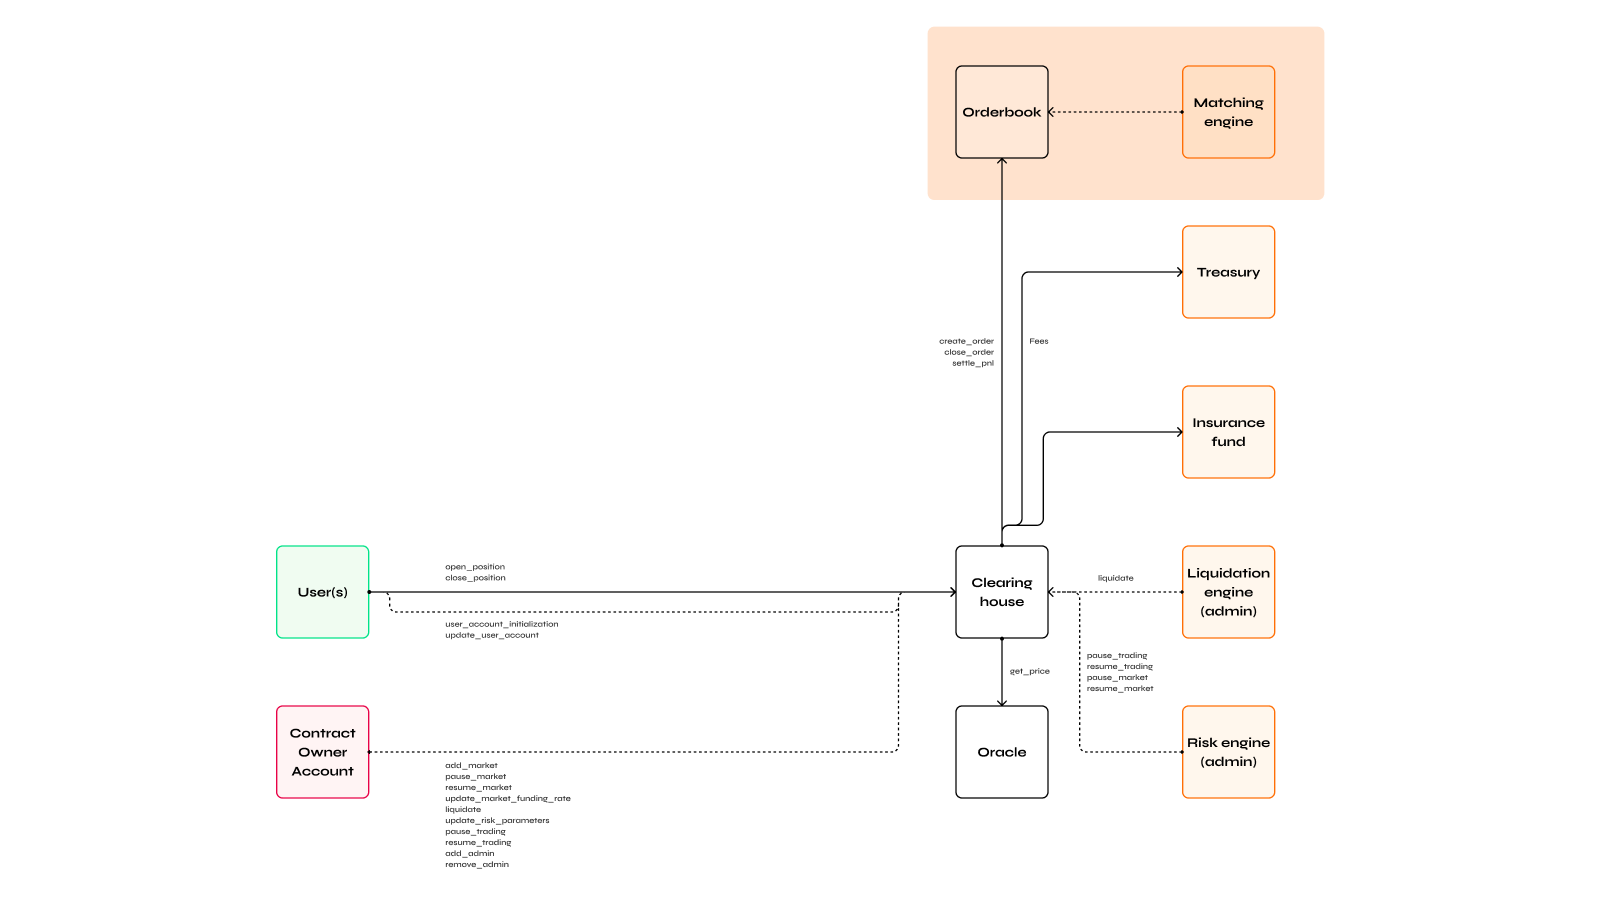 Orderbook
Matching
engine
Treasury
create_order
close_order
settle_pnl
Fees
Insurance
fund
User(s)
open_position
close_position
user_account_initialization
update_user_account
Clearing
house
liquidate
Liquidation
engine
(admin)
get_price
pause_trading
resume_trading
pause_market
resume_market
Contract
Owner
Account
add_market
pause_market
resume_market
update_market_funding_rate
liquidate
update_risk_parameters
pause_trading
resume_trading
add_admin
remove_admin
Oracle
Risk engine
(admin)